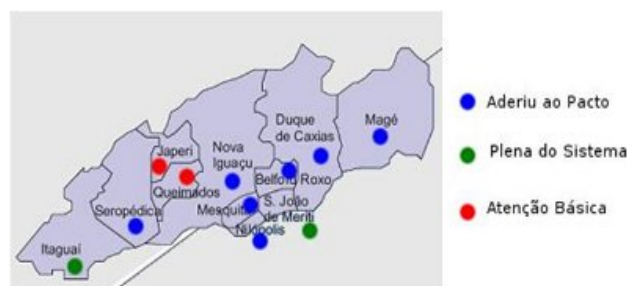 Duque
de Caxias
Magé
Japeri
Nova
Iguaçu
Belford Roxo
Queimados
Mesquita
S. João
de Meriti
Seropédica
Nilópolis
Itaguaí
Aderiu ao Pacto
Plena do Sistema
Atenção Básica